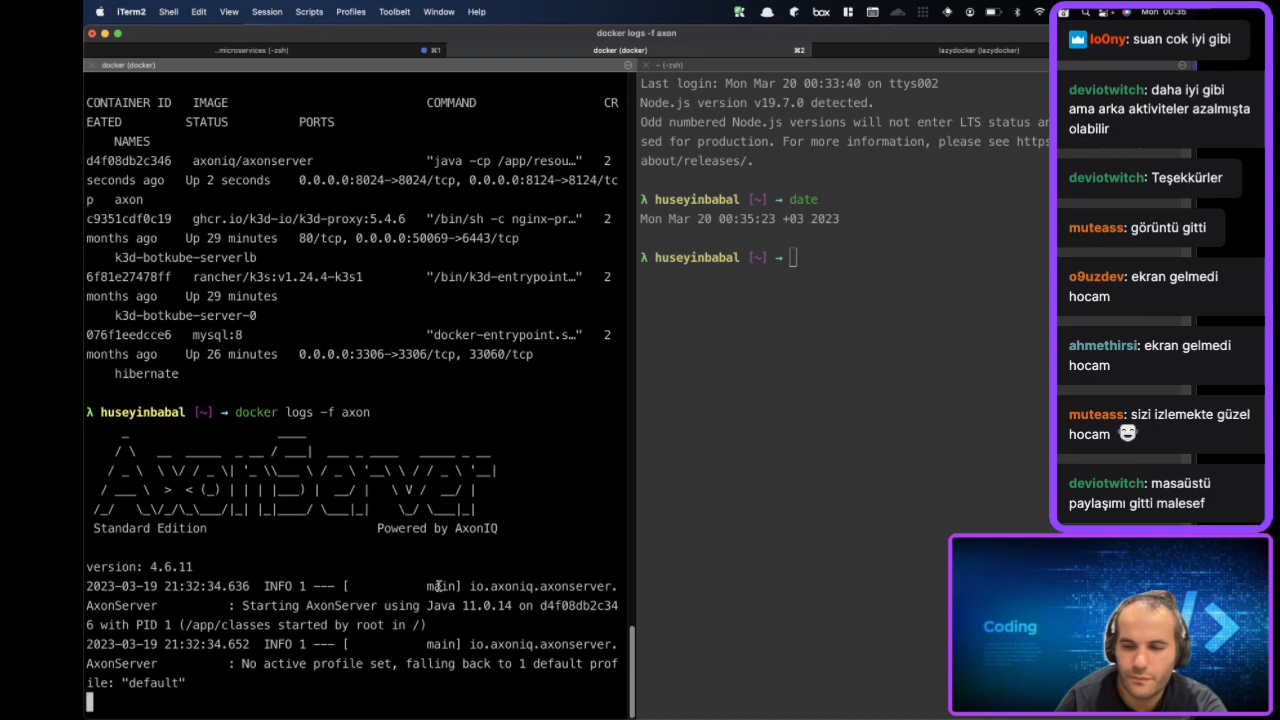 iTerm2 Shell Edit View Session Scripts Profiles Toolbelt Window Help
box
Mon 00:35
docker logs -f axon
..microservices (-zsh)
⌘1
docker (docker)
⌘2
lazydocker (lazydocker)
docker (docker)
~ (-zsh)
CONTAINER ID IMAGE COMMAND CR
EATED STATUS PORTS
NAMES
d4f08db2c346 axoniq/axonserver "java -cp /app/resou…" 2
seconds ago Up 2 seconds 0.0.0.0:8024->8024/tcp, 0.0.0.0:8124->8124/tc
p axon
c9351cdf0c19 ghcr.io/k3d-io/k3d-proxy:5.4.6 "/bin/sh -c nginx-pr…" 2
months ago Up 29 minutes 80/tcp, 0.0.0.0:50069->6443/tcp
k3d-botkube-serverlb
6f81e27478ff rancher/k3s:v1.24.4-k3s1 "/bin/k3d-entrypoint…" 2
months ago Up 29 minutes
k3d-botkube-server-0
076f1eedcce6 mysql:8 "docker-entrypoint.s…" 2
months ago Up 26 minutes 0.0.0.0:3306->3306/tcp, 33060/tcp
hibernate
λ huseyinbabal [~] → docker logs -f axon
AxonServer
Standard Edition Powered by AxonIQ
version: 4.6.11
2023-03-19 21:32:34.636 INFO 1 --- [ main] io.axoniq.axonserver.
AxonServer : Starting AxonServer using Java 11.0.14 on d4f08db2c34
6 with PID 1 (/app/classes started by root in /)
2023-03-19 21:32:34.652 INFO 1 --- [ main] io.axoniq.axonserver.
AxonServer : No active profile set, falling back to 1 default prof
ile: "default"
Last login: Mon Mar 20 00:33:40 on ttys002
Node.js version v19.7.0 detected.
Odd numbered Node.js versions will not enter LTS status an
sed for production. For more information, please see https
about/releases/.
λ huseyinbabal [~] → date
Mon Mar 20 00:35:23 +03 2023
λ huseyinbabal [~] →
lo0ny: suan cok iyi gibi
deviotwitch: daha iyi gibi
ama arka aktiviteler azalmışta
olabilir
deviotwitch: Teşekkürler
muteass: görüntü gitti
o9uzdev: ekran gelmedi
hocam
ahmethirsi: ekran gelmedi
hocam
muteass: sizi izlemekte güzel
hocam
deviotwitch: masaüstü
paylaşımı gitti malesef
Coding